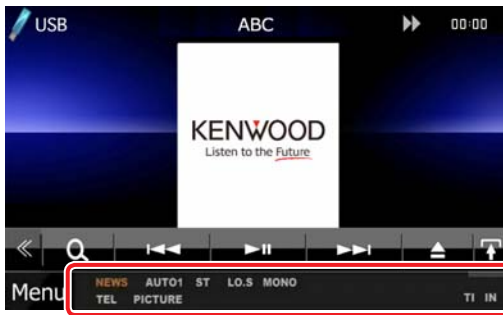 USB ABC 00:00
KENWOOD
Listen to the Future
Menu
NEWS AUTO1 ST LO.S MONO
TEL PICTURE TI IN